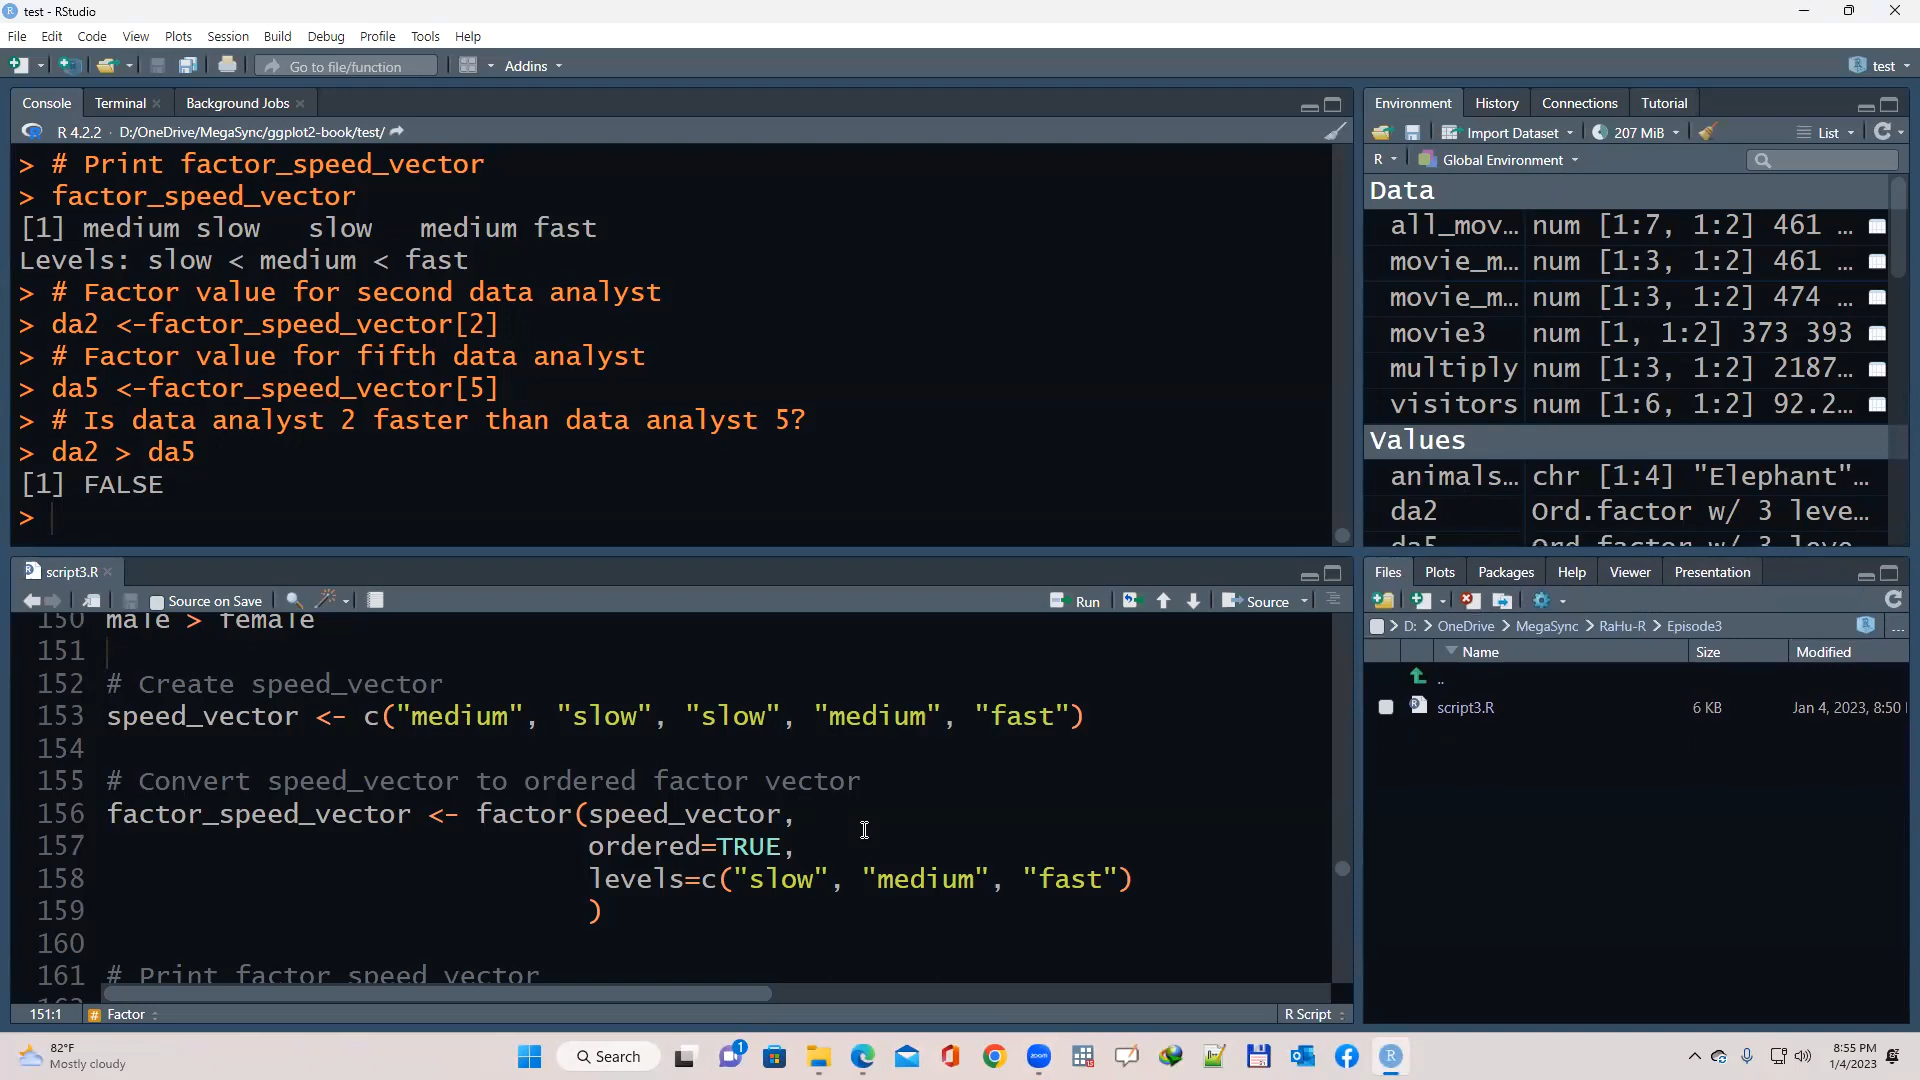 test - RStudio
File Edit Code View Plots Session Build Debug Profile Tools Help
Go to file/function Addins test
Console Terminal Background Jobs
R 4.2.2 · D:/OneDrive/MegaSync/ggplot2-book/test/
> # Print factor_speed_vector
> factor_speed_vector
[1] medium slow   slow   medium fast
Levels: slow < medium < fast
> # Factor value for second data analyst
> da2 <-factor_speed_vector[2]
> # Factor value for fifth data analyst
> da5 <-factor_speed_vector[5]
> # Is data analyst 2 faster than data analyst 5?
> da2 > da5
[1] FALSE
>
Environment History Connections Tutorial
Import Dataset 207 MiB List
R Global Environment
Data
all_mov… num [1:7, 1:2] 461 …
movie_m… num [1:3, 1:2] 461 …
movie_m… num [1:3, 1:2] 474 …
movie3 num [1, 1:2] 373 393
multiply num [1:3, 1:2] 2187…
visitors num [1:6, 1:2] 92.2…
Values
animals… chr [1:4] "Elephant"…
da2 Ord.factor w/ 3 leve…
da5 Ord.factor w/ 3 leve…
script3.R
Source on Save Run Source
150 male > female
151
152 # Create speed_vector
153 speed_vector <- c("medium", "slow", "slow", "medium", "fast")
154
155 # Convert speed_vector to ordered factor vector
156 factor_speed_vector <- factor(speed_vector,
157 ordered=TRUE,
158 levels=c("slow", "medium", "fast")
159 )
160
161 # Print factor_speed_vector
162
151:1 # Factor R Script
Files Plots Packages Help Viewer Presentation
D: > OneDrive > MegaSync > RaHu-R > Episode3 ...
Name Size Modified
..
script3.R 6 KB Jan 4, 2023, 8:50
82°F
Mostly cloudy
Search
1
zoom
8:55 PM
1/4/2023